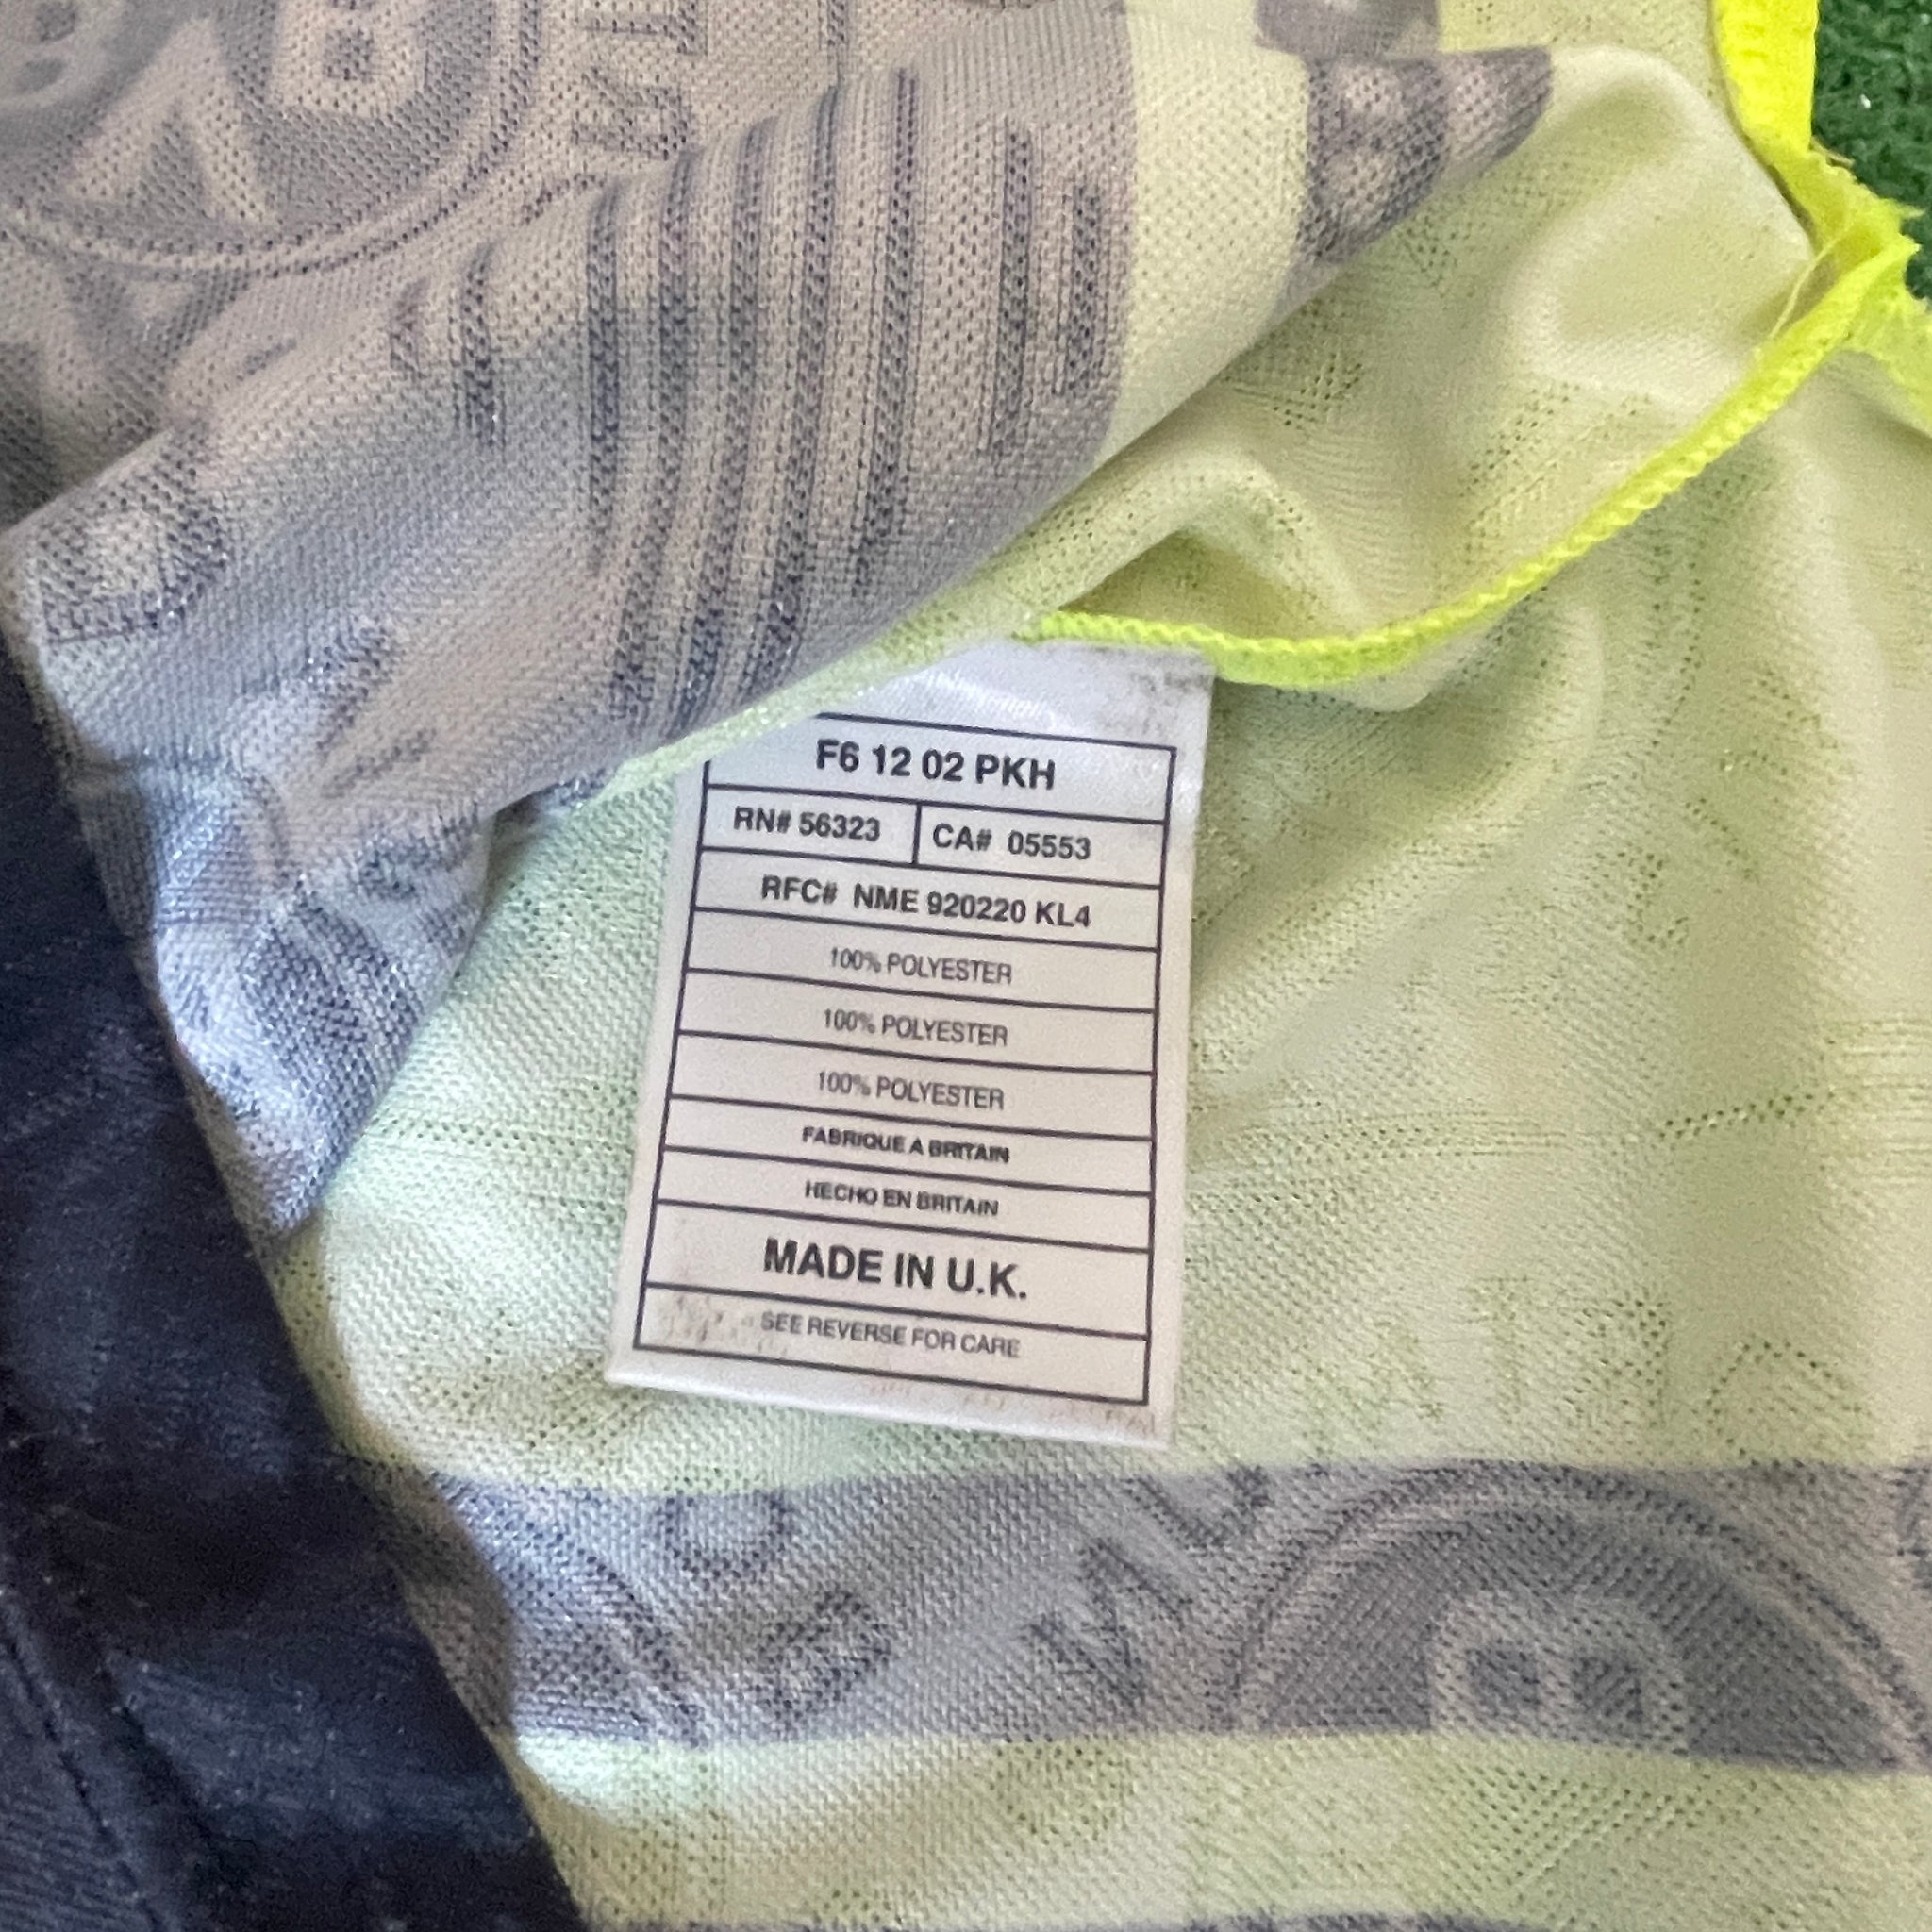 F6 12 02 PKH
RN# 56323 CA# 05553
RFC# NME 920220 KL4
100% POLYESTER
100% POLYESTER
100% POLYESTER
FABRIQUE A BRITAIN
HECHO EN BRITAIN
MADE IN U.K.
SEE REVERSE FOR CARE